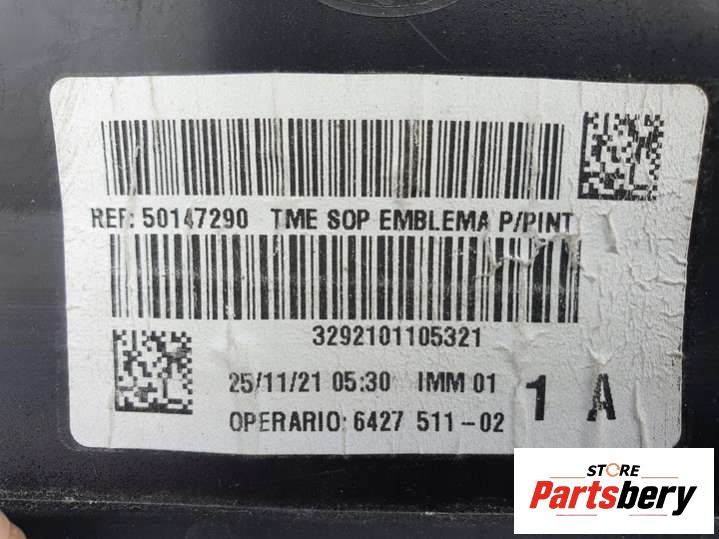 REF: 50147290 TME SOP EMBLEMA P/PINT
3292101105321
25/11/21 05:30 IMM 01
OPERARIO: 6427 511-02
1 A
STORE
Partsbery